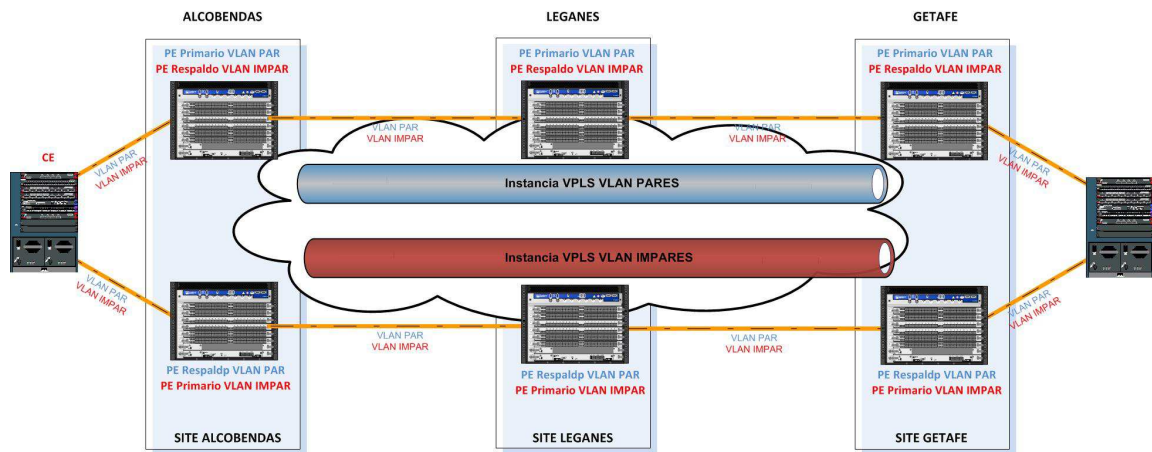 ALCOBENDAS
LEGANES
GETAFE
PE Primario VLAN PAR
PE Respaldo VLAN IMPAR
PE Primario VLAN PAR
PE Respaldo VLAN IMPAR
PE Primario VLAN PAR
PE Respaldo VLAN IMPAR
VLAN PAR
VLAN IMPAR
VLAN PAR
VLAN IMPAR
CE
VLAN PAR
VLAN IMPAR
VLAN PAR
VLAN IMPAR
Instancia VPLS VLAN PARES
Instancia VPLS VLAN IMPARES
VLAN PAR
VLAN IMPAR
VLAN PAR
VLAN IMPAR
VLAN PAR
VLAN IMPAR
VLAN PAR
VLAN IMPAR
PE Respaldp VLAN PAR
PE Primario VLAN IMPAR
PE Respaldp VLAN PAR
PE Primario VLAN IMPAR
PE Respaldp VLAN PAR
PE Primario VLAN IMPAR
SITE ALCOBENDAS
SITE LEGANES
SITE GETAFE